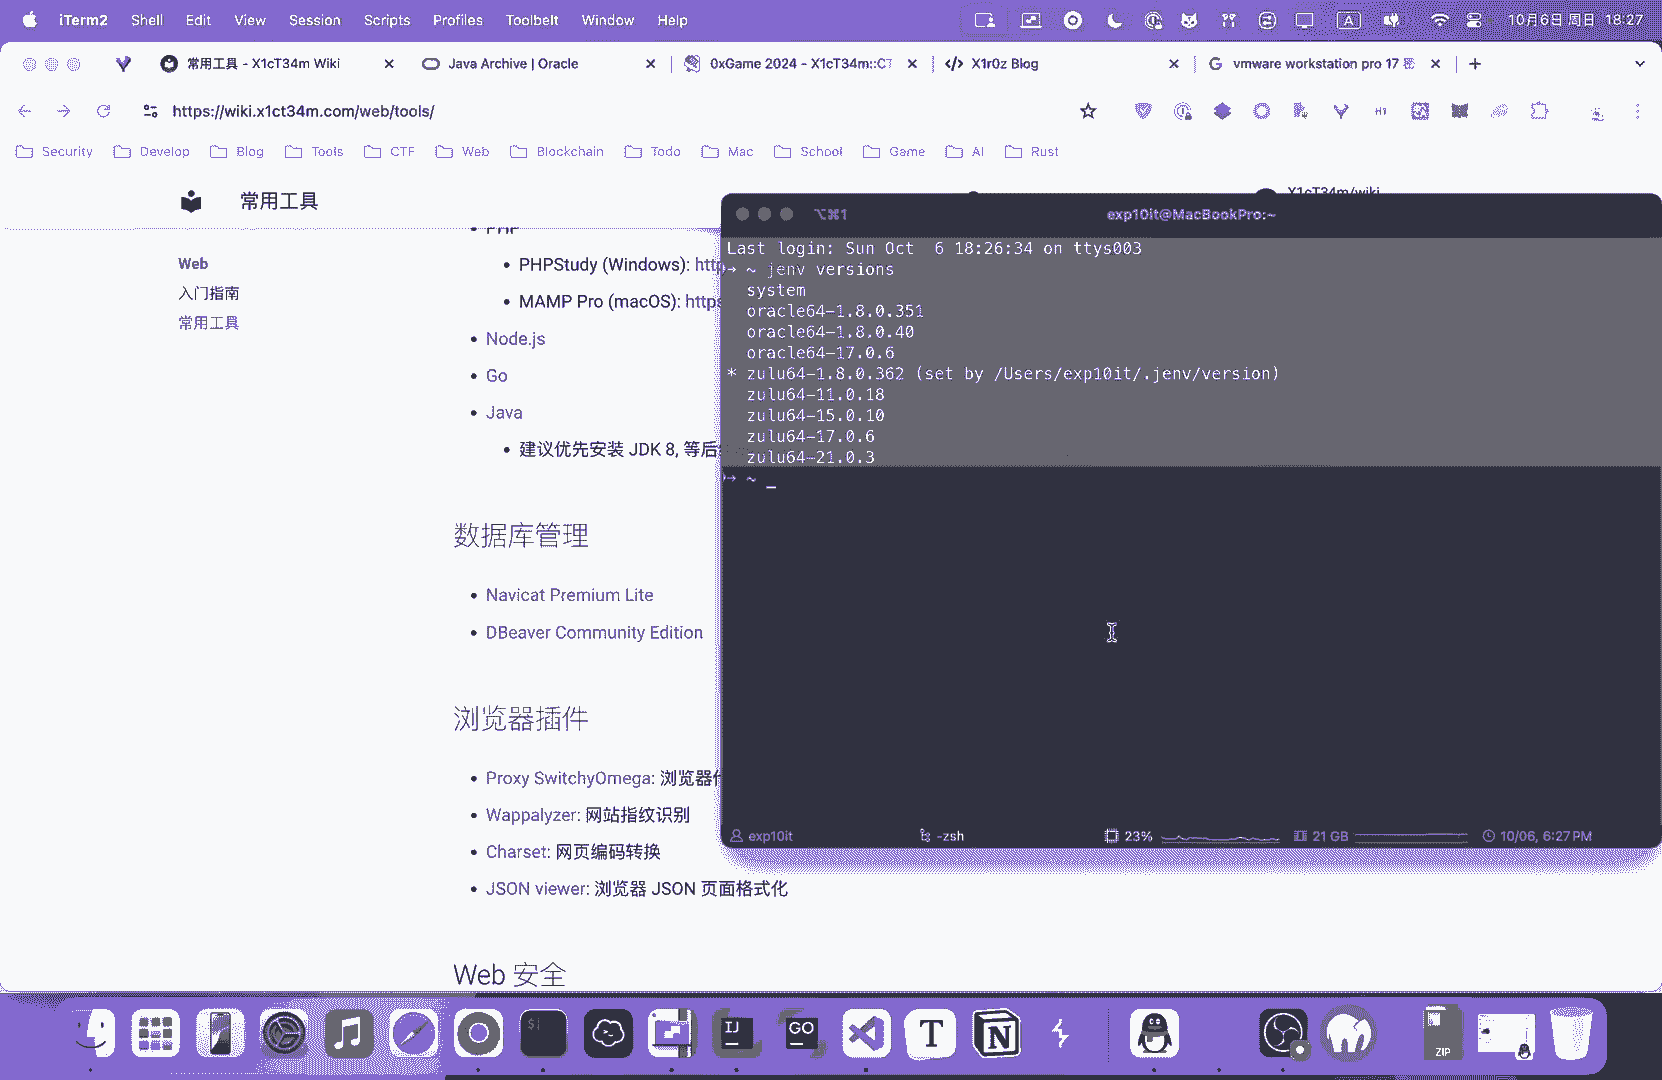 iTerm2 Shell Edit View Session Scripts Profiles Toolbelt Window Help
A
10月6日 周日 18:27
常用工具 - X1cT34m Wiki
Java Archive | Oracle
0xGame 2024 - X1cT34m::CT
X1r0z Blog
vmware workstation pro 17 密
https://wiki.x1ct34m.com/web/tools/
Security Develop Blog Tools CTF Web Blockchain Todo Mac School Game AI Rust
常用工具
X1cT34m/wiki
Web
入门指南
常用工具
PHP
PHPStudy (Windows): http
MAMP Pro (macOS): https
Node.js
Go
Java
建议优先安装 JDK 8, 等后
数据库管理
Navicat Premium Lite
DBeaver Community Edition
浏览器插件
Proxy SwitchyOmega: 浏览器
Wappalyzer: 网站指纹识别
Charset: 网页编码转换
JSON viewer: 浏览器 JSON 页面格式化
Web 安全
⌥⌘1
exp10it@MacBookPro:~
Last login: Sun Oct  6 18:26:34 on ttys003
→ ~ jenv versions
system
oracle64-1.8.0.351
oracle64-1.8.0.40
oracle64-17.0.6
* zulu64-1.8.0.362 (set by /Users/exp10it/.jenv/version)
zulu64-11.0.18
zulu64-15.0.10
zulu64-17.0.6
zulu64-21.0.3
→ ~ _
exp10it
-zsh
23%
21 GB
10/06, 6:27 PM
$|
IJ
GO
T
N
ZIP